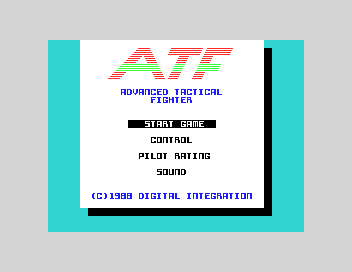 ATF
ADVANCED TACTICAL
FIGHTER
START GAME
CONTROL
PILOT RATING
SOUND
(C)1988 DIGITAL INTEGRATION